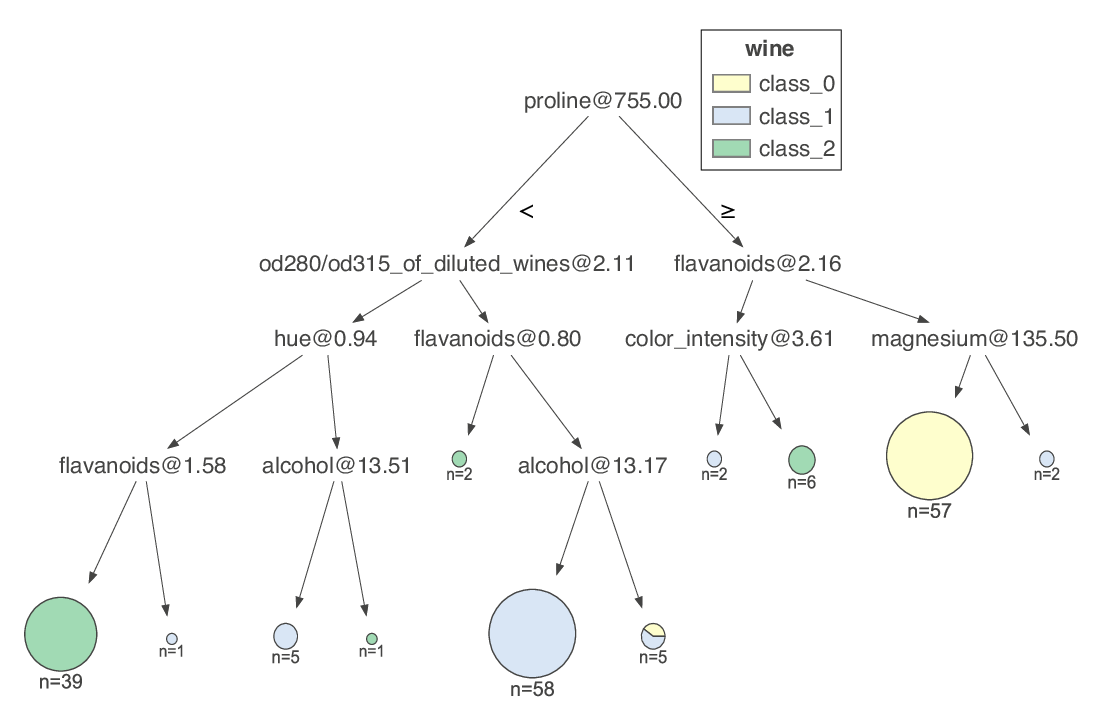 wine
class_0
class_1
class_2
proline@755.00
<
≥
od280/od315_of_diluted_wines@2.11
flavanoids@2.16
hue@0.94
flavanoids@0.80
color_intensity@3.61
magnesium@135.50
flavanoids@1.58
alcohol@13.51
n=2
alcohol@13.17
n=2
n=6
n=57
n=2
n=39
n=1
n=5
n=1
n=58
n=5